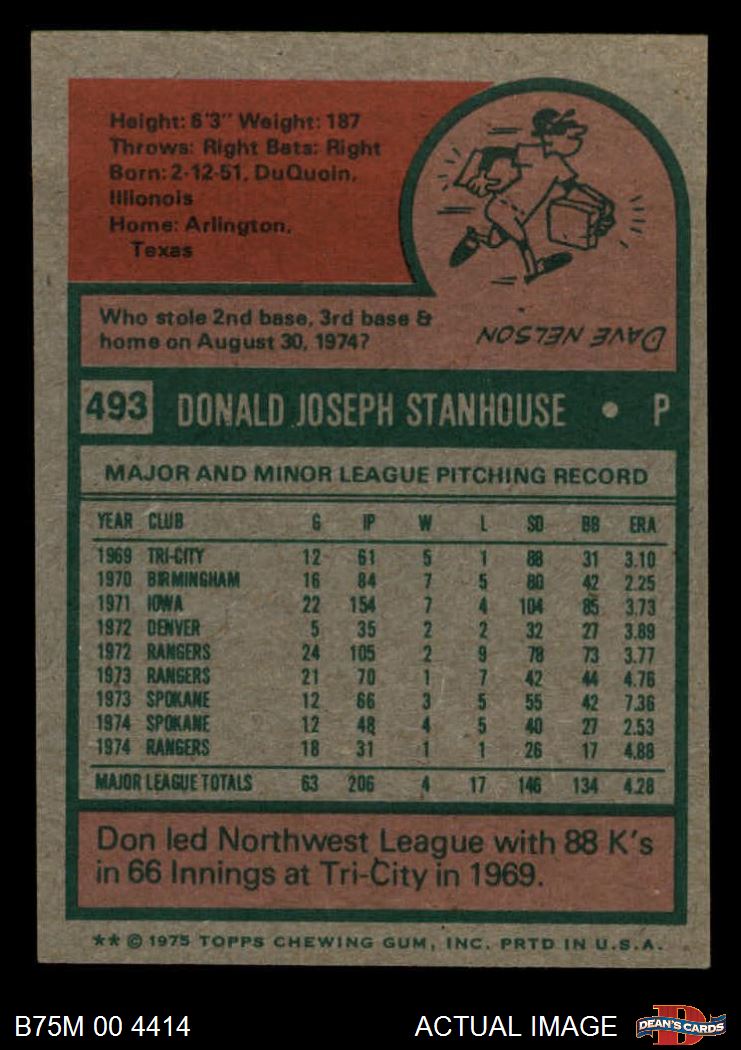 Height: 6'3" Weight: 187
Throws: Right Bats: Right
Born: 2-12-51, DuQuoin,
Illionois
Home: Arlington,
Texas
Who stole 2nd base, 3rd base &
home on August 30, 1974?
DAVE NELSON
493 DONALD JOSEPH STANHOUSE • P
MAJOR AND MINOR LEAGUE PITCHING RECORD
YEAR CLUB G IP W L SO BB ERA
1969 TRI-CITY 12 61 5 1 88 31 3.10
1970 BIRMINGHAM 16 84 7 5 80 42 2.25
1971 IOWA 22 154 7 4 104 85 3.73
1972 DENVER 5 35 2 2 32 27 3.89
1972 RANGERS 24 105 2 9 78 73 3.77
1973 RANGERS 21 70 1 7 42 44 4.76
1973 SPOKANE 12 66 3 5 55 42 7.36
1974 SPOKANE 12 48 4 5 40 27 2.53
1974 RANGERS 18 31 1 1 26 17 4.88
MAJOR LEAGUE TOTALS 63 206 4 17 146 134 4.28
Don led Northwest League with 88 K's
in 66 Innings at Tri-City in 1969.
** © 1975 TOPPS CHEWING GUM, INC. PRTD IN U.S.A.
B75M 00 4414 ACTUAL IMAGE D DEAN'S CARDS